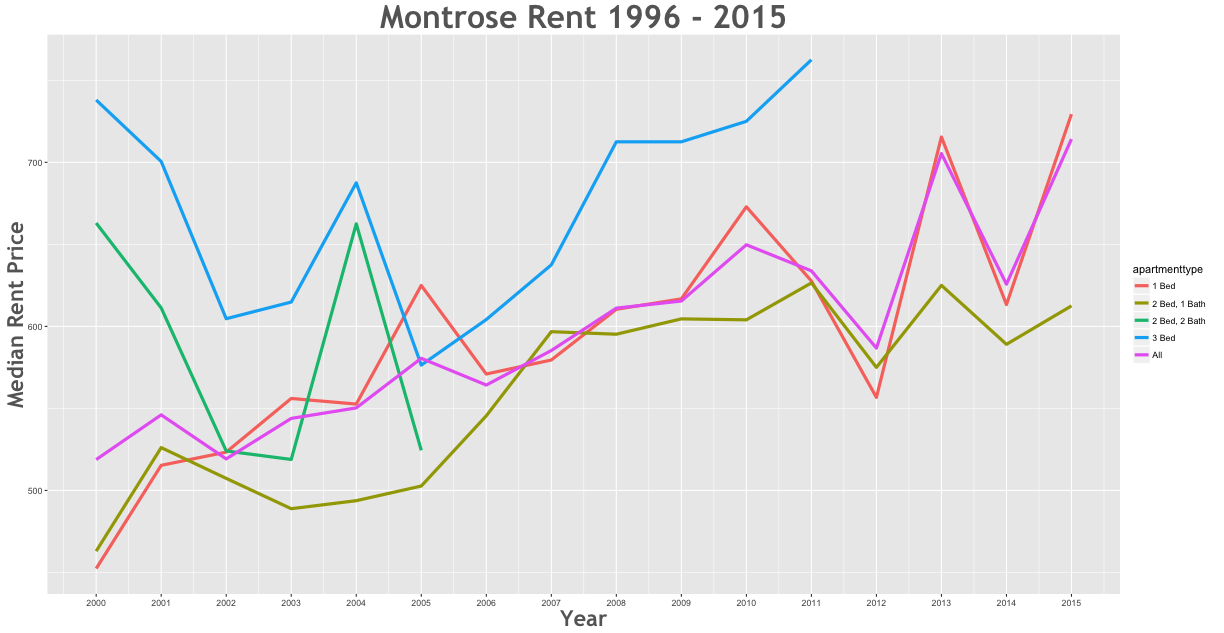 Montrose Rent 1996 - 2015
Median Rent Price
700
600
500
2000 2001 2002 2003 2004 2005 2006 2007 2008 2009 2010 2011 2012 2013 2014 2015
Year
apartmenttype
1 Bed
2 Bed, 1 Bath
2 Bed, 2 Bath
3 Bed
All